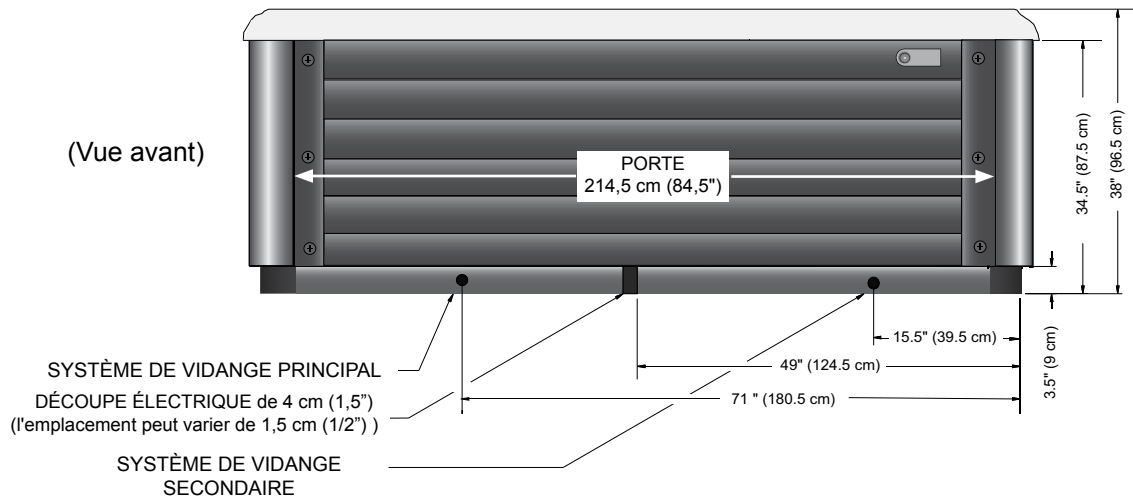 (Vue avant)
PORTE
214,5 cm (84,5")
34.5" (87.5 cm)
38" (96.5 cm)
3.5" (9 cm)
15.5" (39.5 cm)
49" (124.5 cm)
71 " (180.5 cm)
SYSTÈME DE VIDANGE PRINCIPAL
DÉCOUPE ÉLECTRIQUE de 4 cm (1,5”)
(l'emplacement peut varier de 1,5 cm (1/2”) )
SYSTÈME DE VIDANGE
SECONDAIRE